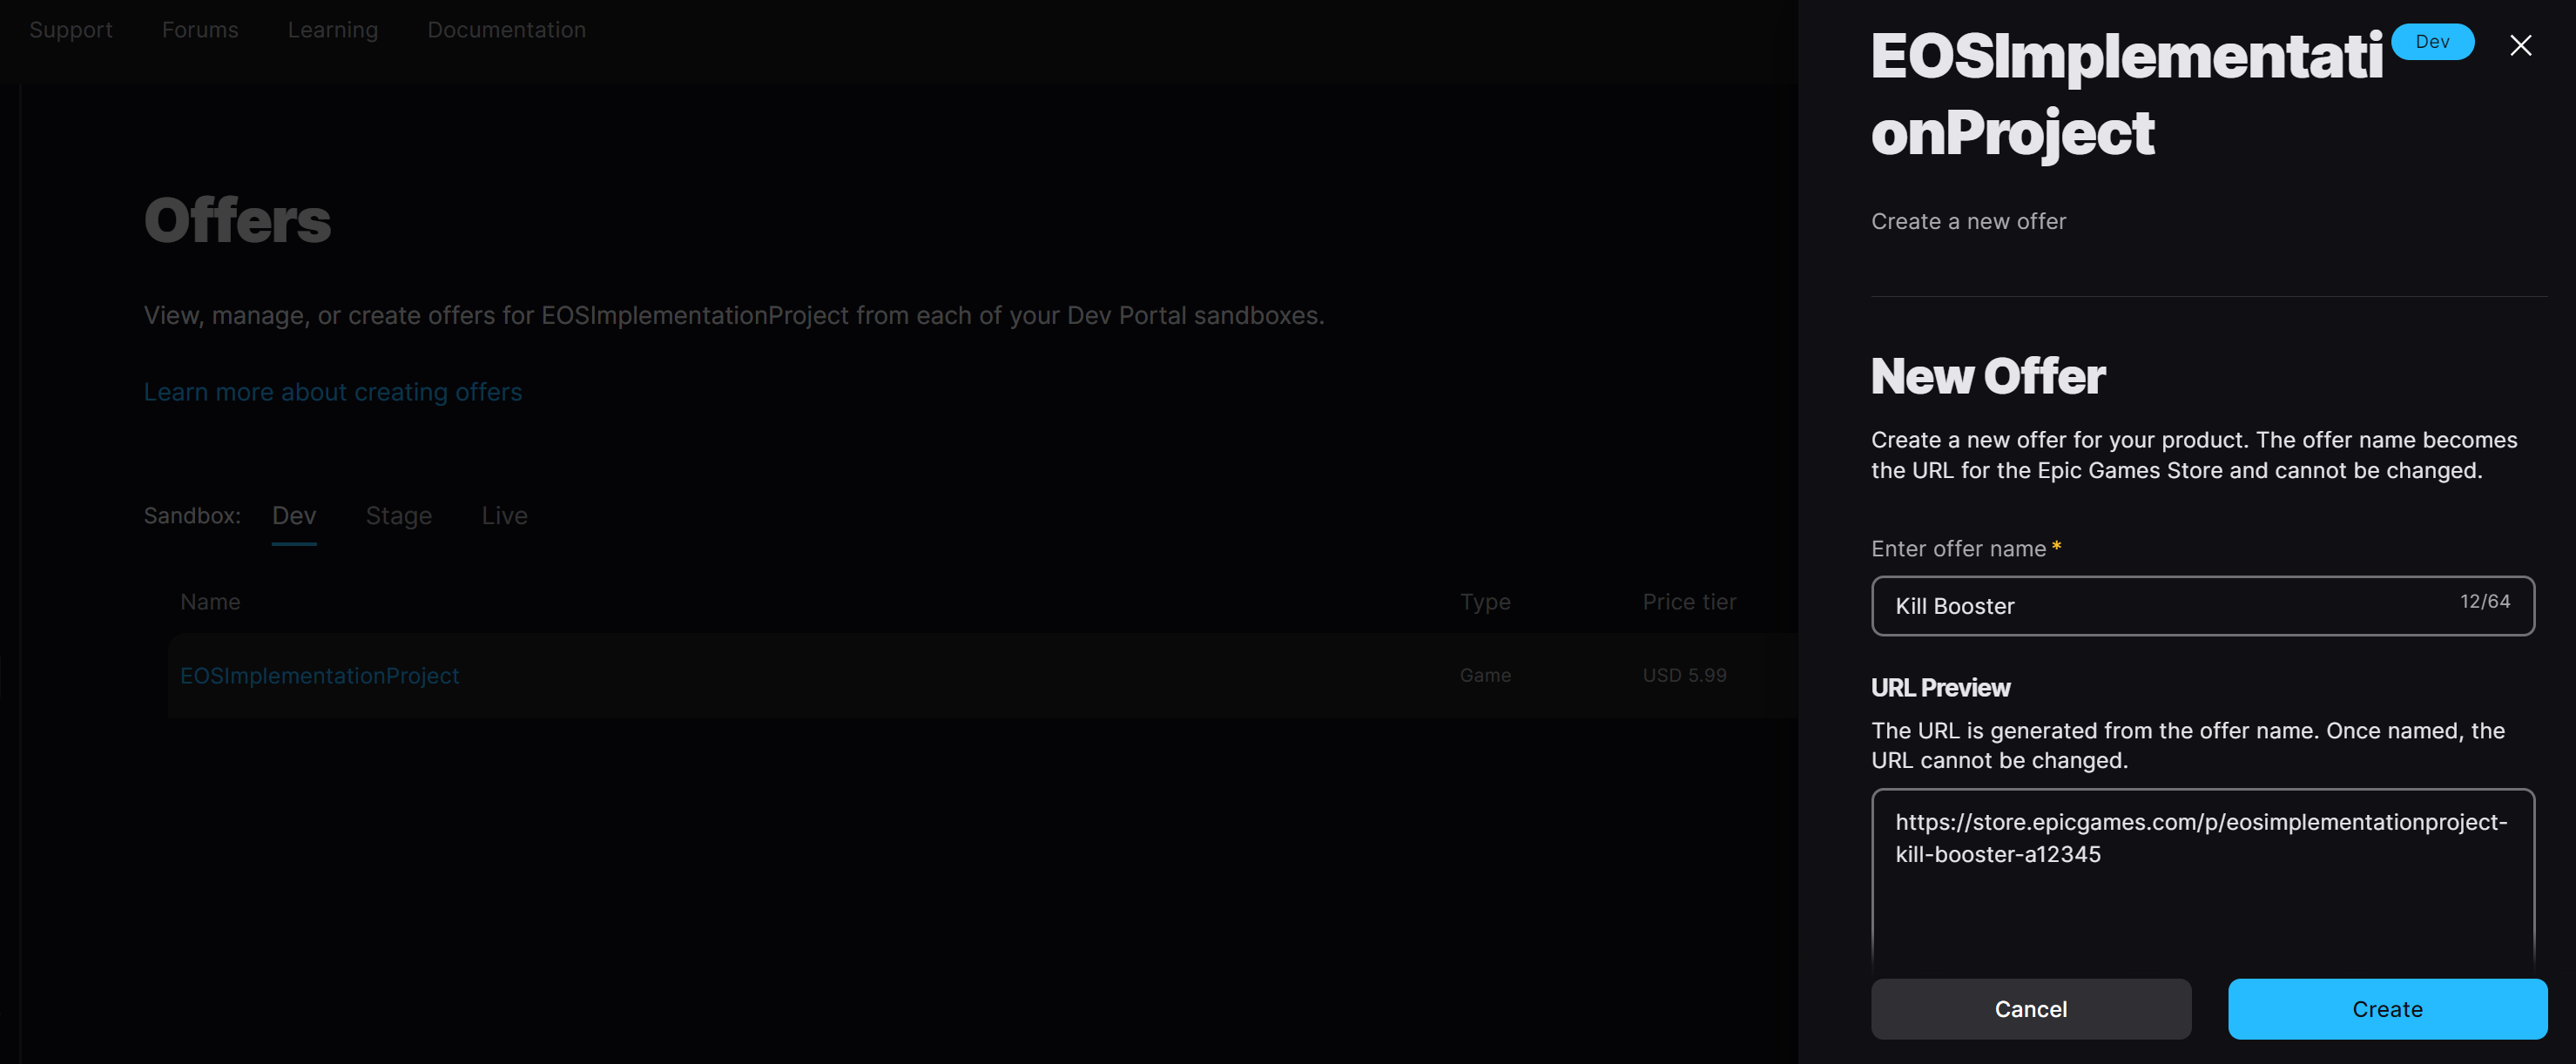 Support Forums Learning Documentation
Offers
View, manage, or create offers for EOSImplementationProject from each of your Dev Portal sandboxes.
Learn more about creating offers
Sandbox: Dev Stage Live
Name Type Price tier
EOSImplementationProject Game USD 5.99
EOSImplementati Dev
onProject
Create a new offer
New Offer
Create a new offer for your product. The offer name becomes
the URL for the Epic Games Store and cannot be changed.
Enter offer name *
Kill Booster 12/64
URL Preview
The URL is generated from the offer name. Once named, the
URL cannot be changed.
https://store.epicgames.com/p/eosimplementationproject-
kill-booster-a12345
Cancel Create